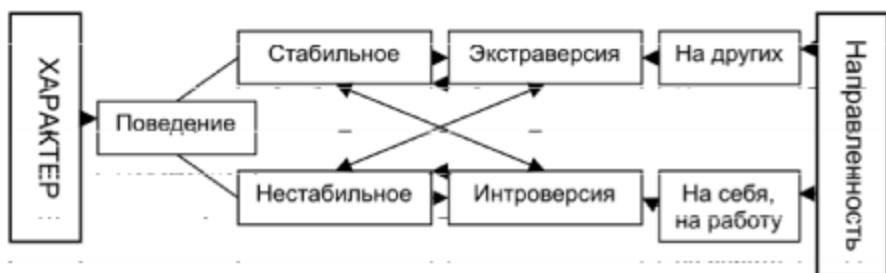 ХАРАКТЕР
Поведение
Стабильное
Экстраверсия
На других
Нестабильное
Интроверсия
На себя,
на работу
Направленность